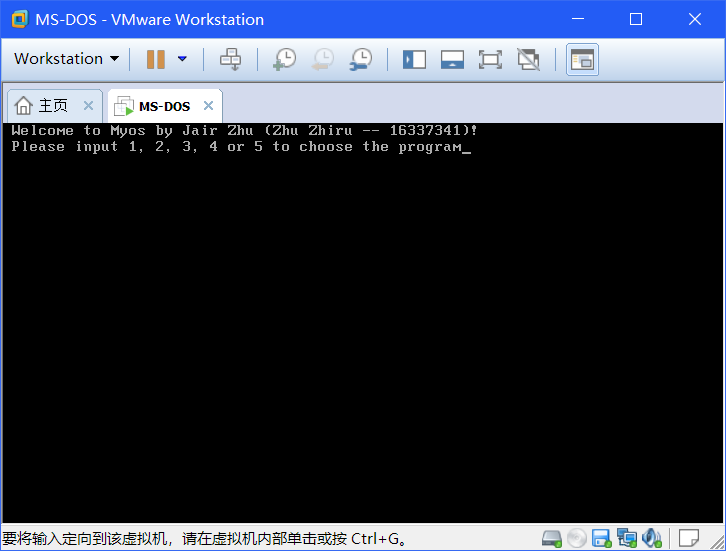 MS-DOS - VMware Workstation
Workstation
主页
MS-DOS
Welcome to Myos by Jair Zhu (Zhu Zhiru -- 16337341)!
Please input 1, 2, 3, 4 or 5 to choose the program_
要将输入定向到该虚拟机，请在虚拟机内部单击或按 Ctrl+G。